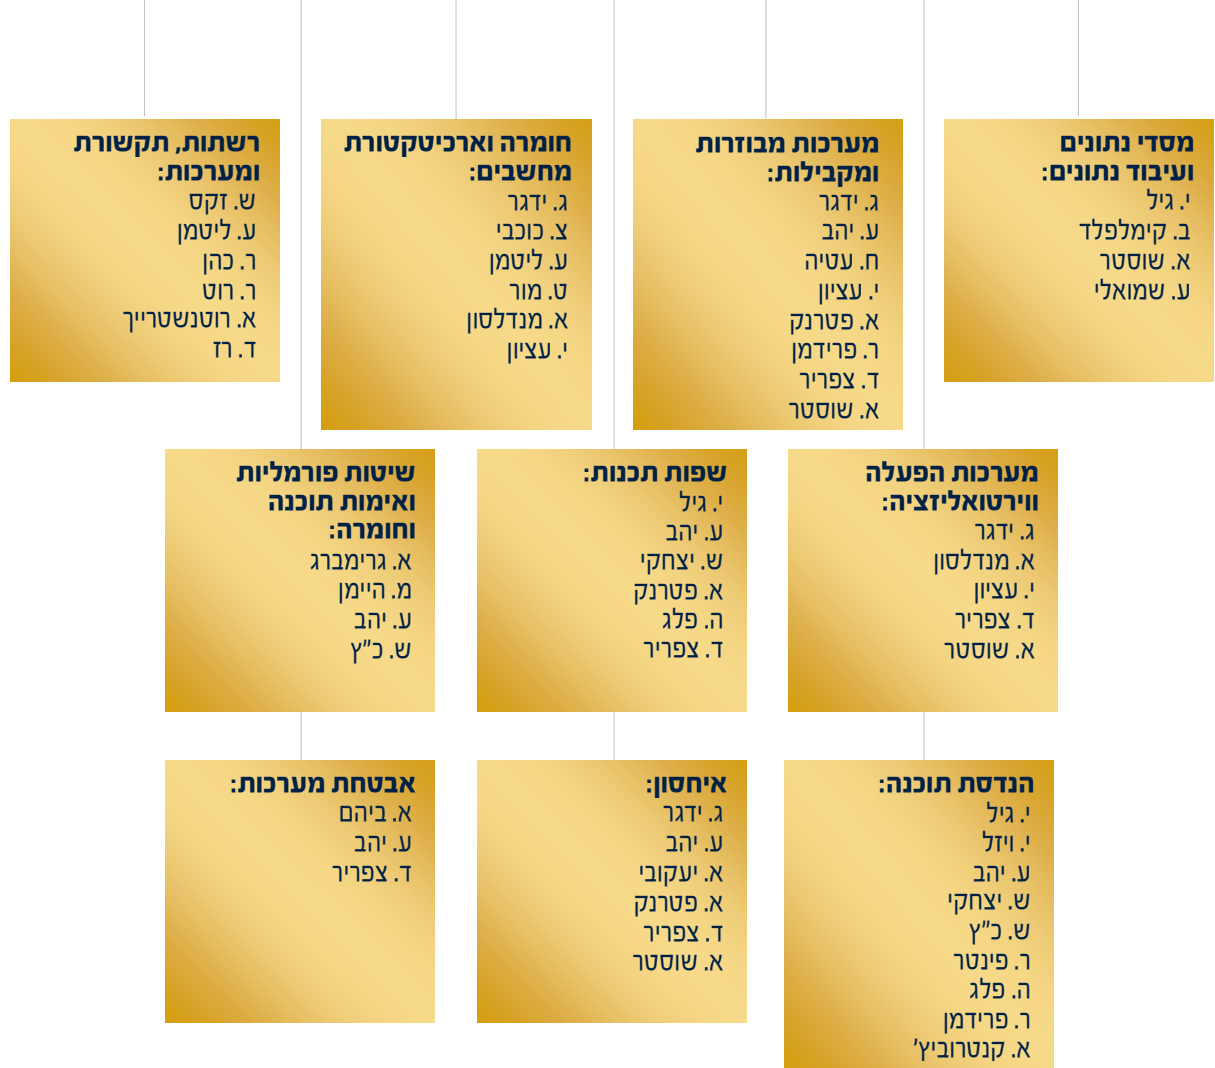 מסדי נתונים
ועיבוד נתונים:
י. גיל
ב. קימלפלד
א. שוסטר
ע. שמואלי
מערכות מבוזרות
ומקבילות:
ג. ידגר
ע. יהב
ח. עטיה
י. עציון
א. פטרנק
ר. פרידמן
ד. צפריר
א. שוסטר
חומרה וארכיטקטורת
מחשבים:
ג. ידגר
צ. כוכבי
ע. ליטמן
ט. מור
א. מנדלסון
י. עציון
רשתות, תקשורת
ומערכות:
ש. זקס
ע. ליטמן
ר. כהן
ר. רוט
א. רוטנשטרייך
ד. רז
מערכות הפעלה
ווירטואליזציה:
ג. ידגר
א. מנדלסון
י. עציון
ד. צפריר
א. שוסטר
שפות תכנות:
י. גיל
ע. יהב
ש. יצחקי
א. פטרנק
ה. פלג
ד. צפריר
שיטות פורמליות
ואימות תוכנה
וחומרה:
א. גרימברג
מ. היימן
ע. יהב
ש. כ״ץ
הנדסת תוכנה:
י. גיל
י. ויזל
ע. יהב
ש. יצחקי
ש. כ״ץ
ר. פינטר
ה. פלג
ר. פרידמן
א. קנטרוביץ'
איחסון:
ג. ידגר
ע. יהב
א. יעקובי
א. פטרנק
ד. צפריר
א. שוסטר
אבטחת מערכות:
א. ביהם
ע. יהב
ד. צפריר